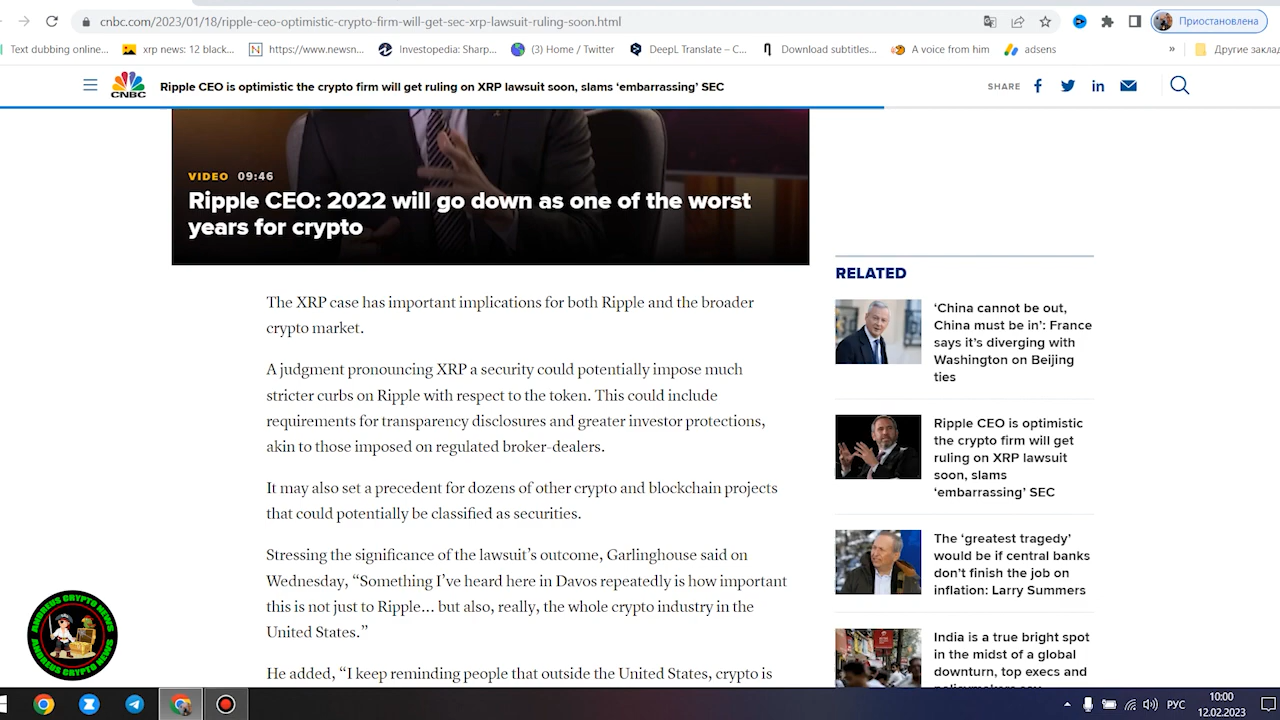 cnbc.com/2023/01/18/ripple-ceo-optimistic-crypto-firm-will-get-sec-xrp-lawsuit-ruling-soon.html
Приостановлена
Text dubbing online...
xrp news: 12 black...
https://www.newsn...
Investopedia: Sharp...
(3) Home / Twitter
DeepL Translate – C...
Download subtitles...
A voice from him
adsens
»
Другие заклад
CNBC
Ripple CEO is optimistic the crypto firm will get ruling on XRP lawsuit soon, slams ‘embarrassing’ SEC
SHARE
VIDEO 09:46
Ripple CEO: 2022 will go down as one of the worst
years for crypto
The XRP case has important implications for both Ripple and the broader
crypto market.
A judgment pronouncing XRP a security could potentially impose much
stricter curbs on Ripple with respect to the token. This could include
requirements for transparency disclosures and greater investor protections,
akin to those imposed on regulated broker-dealers.
It may also set a precedent for dozens of other crypto and blockchain projects
that could potentially be classified as securities.
Stressing the significance of the lawsuit’s outcome, Garlinghouse said on
Wednesday, “Something I’ve heard here in Davos repeatedly is how important
this is not just to Ripple… but also, really, the whole crypto industry in the
United States.”
He added, “I keep reminding people that outside the United States, crypto is
RELATED
‘China cannot be out,
China must be in’: France
says it’s diverging with
Washington on Beijing
ties
Ripple CEO is optimistic
the crypto firm will get
ruling on XRP lawsuit
soon, slams
‘embarrassing’ SEC
The ‘greatest tragedy’
would be if central banks
don’t finish the job on
inflation: Larry Summers
India is a true bright spot
in the midst of a global
downturn, top execs and
ANDREUS CRYPTO NEWS
ANDREUS CRYPTO NEWS
РУС
10:00
12.02.2023